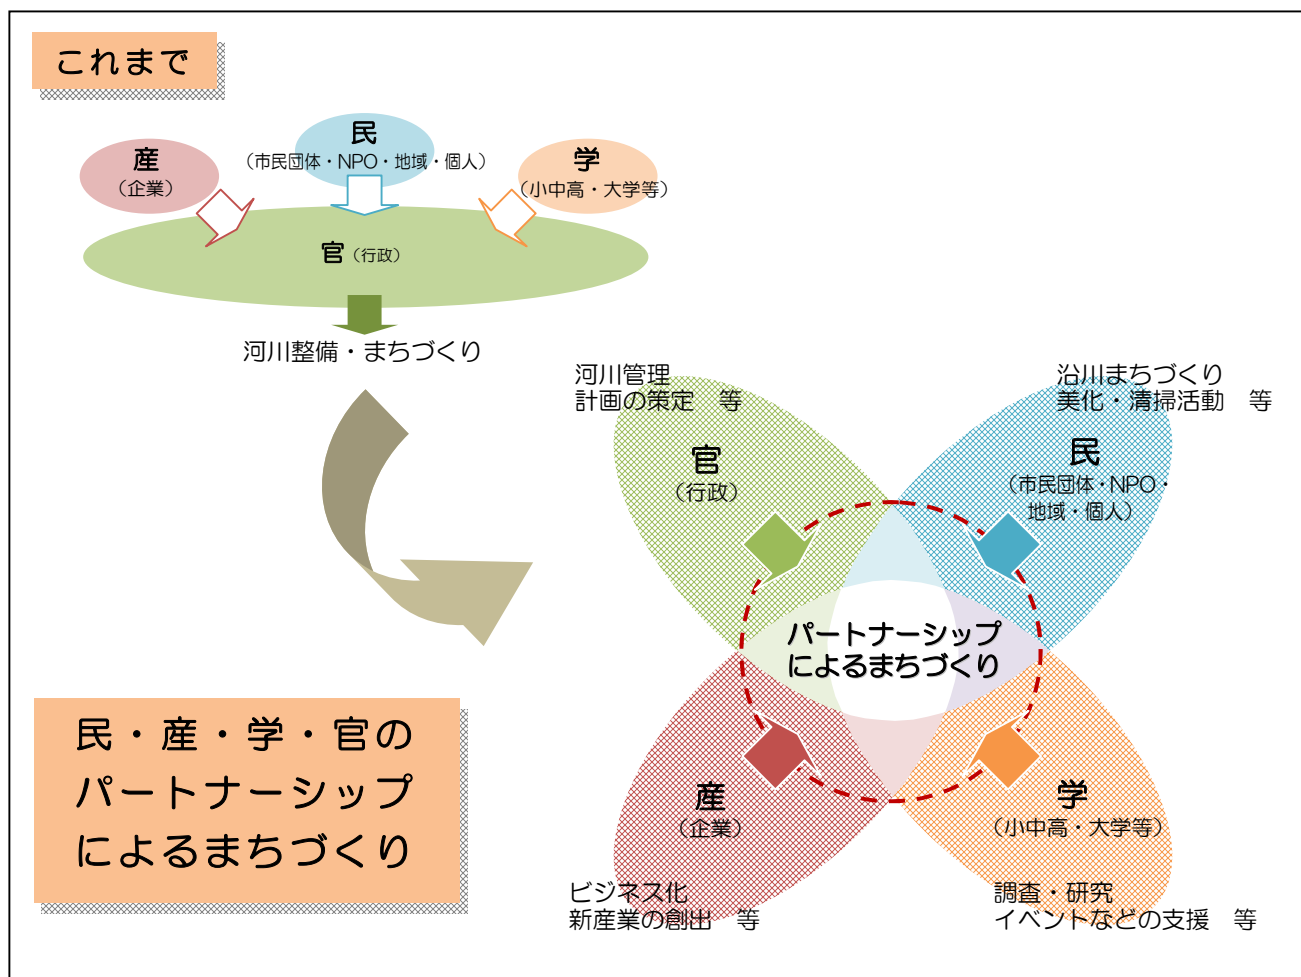 これまで
民
(市民団体・NPO・地域・個人)
産
(企業)
学
(小中高・大学等)
官(行政)
河川整備・まちづくり
河川管理
計画の策定　等
官
(行政)
沿川まちづくり
美化・清掃活動　等
民
(市民団体・NPO・
地域・個人)
パートナーシップ
によるまちづくり
民・産・学・官の
パートナーシップ
によるまちづくり
産
(企業)
ビジネス化
新産業の創出　等
学
(小中高・大学等)
調査・研究
イベントなどの支援　等